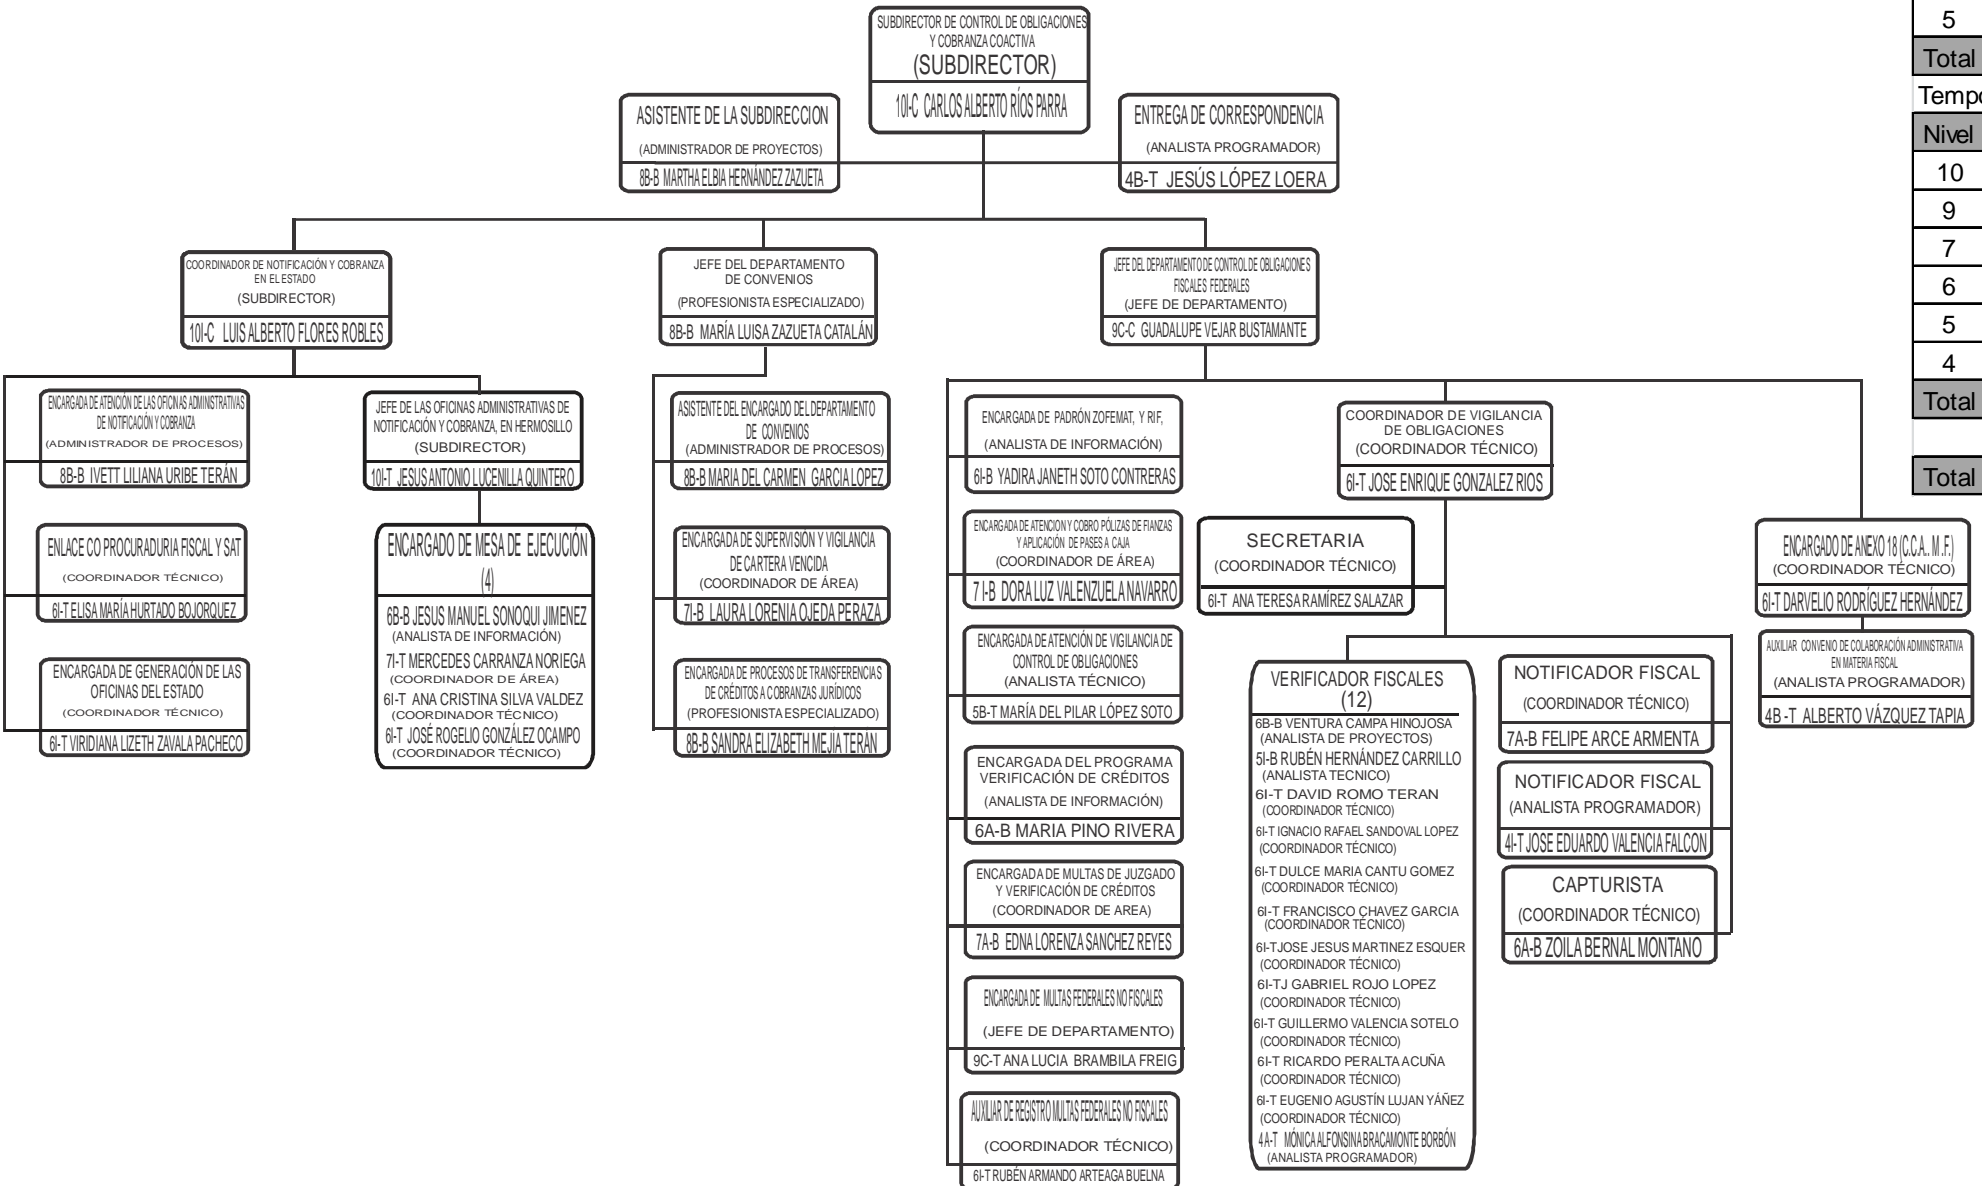 SUBDIRECTOR DE CONTROL DE OBLIGACIONES
Y COBRANZA COACTIVA
(SUBDIRECTOR)
10I-C CARLOS ALBERTO RÍOS PARRA
ASISTENTE DE LA SUBDIRECCION
(ADMINISTRADOR DE PROYECTOS)
8B-B MARTHA ELBIA HERNÁNDEZ ZAZUETA
ENTREGA DE CORRESPONDENCIA
(ANALISTA PROGRAMADOR)
4B-T JESÚS LÓPEZ LOERA
COORDINADOR DE NOTIFICACIÓN Y COBRANZA
EN EL ESTADO
(SUBDIRECTOR)
10I-C LUIS ALBERTO FLORES ROBLES
JEFE DEL DEPARTAMENTO
DE CONVENIOS
(PROFESIONISTA ESPECIALIZADO)
8B-B MARÍA LUISA ZAZUETA CATALÁN
JEFE DEL DEPARTAMENTO DE CONTROL DE OBLIGACIONES
FISCALES FEDERALES
(JEFE DE DEPARTAMENTO)
9C-C GUADALUPE VEJAR BUSTAMANTE
ENCARGADA DE ATENCIÓN DE LAS OFICINAS ADMINISTRATIVAS
DE NOTIFICACIÓN Y COBRANZA
(ADMINISTRADOR DE PROCESOS)
8B-B IVETT LILIANA URIBE TERÁN
ENLACE CO PROCURADURIA FISCAL Y SAT
(COORDINADOR TÉCNICO)
6I-T ELISA MARÍA HURTADO BOJORQUEZ
ENCARGADA DE GENERACIÓN DE LAS
OFICINAS DEL ESTADO
(COORDINADOR TÉCNICO)
6I-T VIRIDIANA LIZETH ZAVALA PACHECO
JEFE DE LAS OFICINAS ADMINISTRATIVAS DE
NOTIFICACIÓN Y COBRANZA, EN HERMOSILLO
(SUBDIRECTOR)
10I-T JESUS ANTONIO LUCENILLA QUINTERO
ENCARGADO DE MESA DE EJECUCIÓN
(4)
6B-B JESUS MANUEL SONOQUI JIMENEZ
(ANALISTA DE INFORMACIÓN)
7I-T MERCEDES CARRANZA NORIEGA
(COORDINADOR DE ÁREA)
6I-T ANA CRISTINA SILVA VALDEZ
(COORDINADOR TÉCNICO)
6I-T JOSÉ ROGELIO GONZÁLEZ OCAMPO
(COORDINADOR TÉCNICO)
ASISTENTE DEL ENCARGADO DEL DEPARTAMENTO
DE CONVENIOS
(ADMINISTRADOR DE PROCESOS)
8B-B MARIA DEL CARMEN GARCIA LOPEZ
ENCARGADA DE SUPERVISIÓN Y VIGILANCIA
DE CARTERA VENCIDA
(COORDINADOR DE ÁREA)
7I-B LAURA LORENIA OJEDA PERAZA
ENCARGADA DE PROCESOS DE TRANSFERENCIAS
DE CRÉDITOS A COBRANZAS JURÍDICOS
(PROFESIONISTA ESPECIALIZADO)
8B-B SANDRA ELIZABETH MEJÍA TERAN
ENCARGADA DE PADRÓN ZOFEMAT, Y RIF,
(ANALISTA DE INFORMACIÓN)
6I-B YADIRA JANETH SOTO CONTRERAS
ENCARGADA DE ATENCION Y COBRO PÓLIZAS DE FIANZAS
Y APLICACIÓN DE PASES A CAJA
(COORDINADOR DE ÁREA)
7 I-B DORA LUZ VALENZUELA NAVARRO
ENCARGADA DE ATENCIÓN DE VIGILANCIA DE
CONTROL DE OBLIGACIONES
(ANALISTA TÉCNICO)
5B-T MARÍA DEL PILAR LÓPEZ SOTO
ENCARGADA DEL PROGRAMA
VERIFICACIÓN DE CRÉDITOS
(ANALISTA DE INFORMACIÓN)
6A-B MARIA PINO RIVERA
ENCARGADA DE MULTAS DE JUZGADO
Y VERIFICACIÓN DE CRÉDITOS
(COORDINADOR DE AREA)
7A-B EDNA LORENZA SANCHEZ REYES
ENCARGADA DE MULTAS FEDERALES NO FISCALES
(JEFE DE DEPARTAMENTO)
9C-T ANA LUCIA BRAMBILA FREIG
AUXILIAR DE REGISTRO MULTAS FEDERALES NO FISCALES
(COORDINADOR TÉCNICO)
6I-T RUBÉN ARMANDO ARTEAGA BUELNA
COORDINADOR DE VIGILANCIA
DE OBLIGACIONES
(COORDINADOR TÉCNICO)
6I-T JOSE ENRIQUE GONZALEZ RIOS
SECRETARIA
(COORDINADOR TÉCNICO)
6I-T ANA TERESA RAMÍREZ SALAZAR
VERIFICADOR FISCALES
(12)
6B-B VENTURA CAMPA HINOJOSA
(ANALISTA DE PROYECTOS)
5I-B RUBÉN HERNÁNDEZ CARRILLO
(ANALISTA TECNICO)
6I-T DAVID ROMO TERAN
(COORDINADOR TÉCNICO)
6I-T IGNACIO RAFAEL SANDOVAL LOPEZ
(COORDINADOR TÉCNICO)
6I-T DULCE MARIA CANTU GOMEZ
(COORDINADOR TÉCNICO)
6I-T FRANCISCO CHAVEZ GARCIA
(COORDINADOR TÉCNICO)
6I-TJOSE JESUS MARTINEZ ESQUER
(COORDINADOR TÉCNICO)
6I-TJ GABRIEL ROJO LOPEZ
(COORDINADOR TÉCNICO)
6I-T GUILLERMO VALENCIA SOTELO
(COORDINADOR TÉCNICO)
6I-T RICARDO PERALTA ACUÑA
(COORDINADOR TÉCNICO)
6I-T EUGENIO AGUSTÍN LUJAN YÁÑEZ
(COORDINADOR TÉCNICO)
4A-T MÓNICA ALFONSINA BRACAMONTE BORBÓN
(ANALISTA PROGRAMADOR)
NOTIFICADOR FISCAL
(COORDINADOR TÉCNICO)
7A-B FELIPE ARCE ARMENTA
NOTIFICADOR FISCAL
(ANALISTA PROGRAMADOR)
4I-T JOSE EDUARDO VALENCIA FALCON
CAPTURISTA
(COORDINADOR TÉCNICO)
6A-B ZOILA BERNAL MONTANO
ENCARGADO DE ANEXO 18 (C.C.A.. M .F.)
(COORDINADOR TÉCNICO)
6I-T DARVELIO RODRÍGUEZ HERNÁNDEZ
AUXILIAR CONVENIO DE COLABORACIÓN ADMINISTRATIVA
EN MATERIA FISCAL
(ANALISTA PROGRAMADOR)
4B -T ALBERTO VÁZQUEZ TAPIA
5
Total
Tempo
Nivel
10
9
7
6
5
4
Total
Total